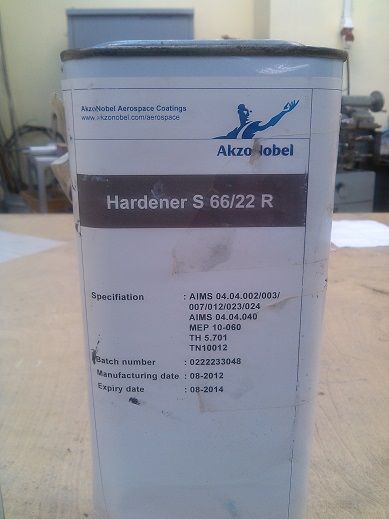 AkzoNobel Aerospace Coatings
www.akzonobel.com/aerospace
AkzoNobel
Hardener S 66/22 R
Specifiation : AIMS 04.04.002/003/
007/012/023/024
AIMS 04.04.040
MEP 10-060
TH 5.701
TN10012
Batch number : 0222233048
Manufacturing date : 08-2012
Expiry date : 08-2014